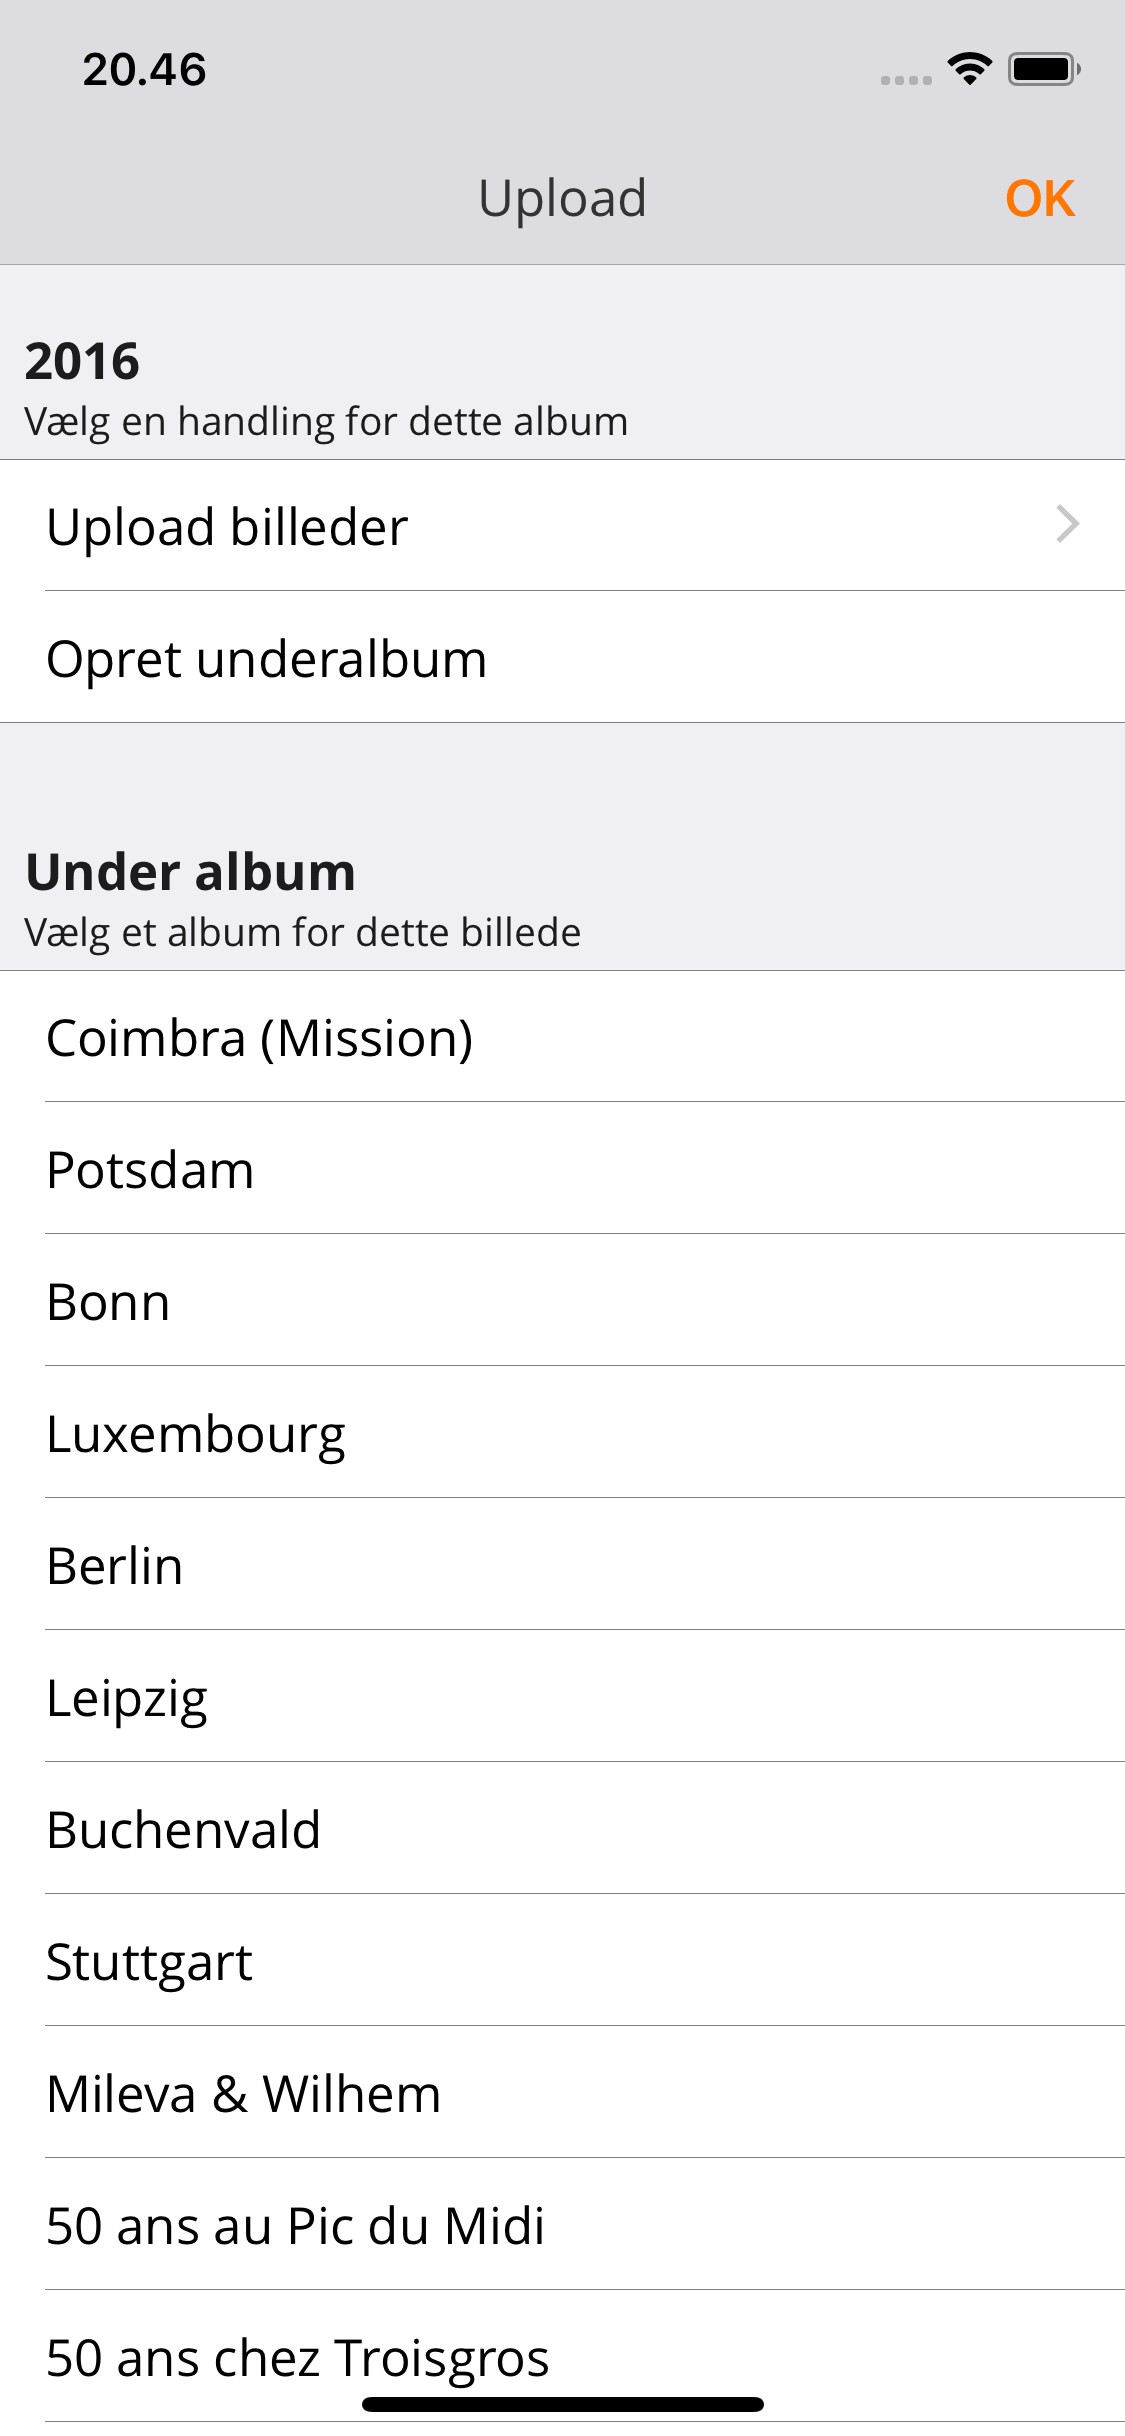 20.46
Upload
OK
2016
Vælg en handling for dette album
Upload billeder
Opret underalbum
Under album
Vælg et album for dette billede
Coimbra (Mission)
Potsdam
Bonn
Luxembourg
Berlin
Leipzig
Buchenvald
Stuttgart
Mileva & Wilhem
50 ans au Pic du Midi
50 ans chez Troisgros